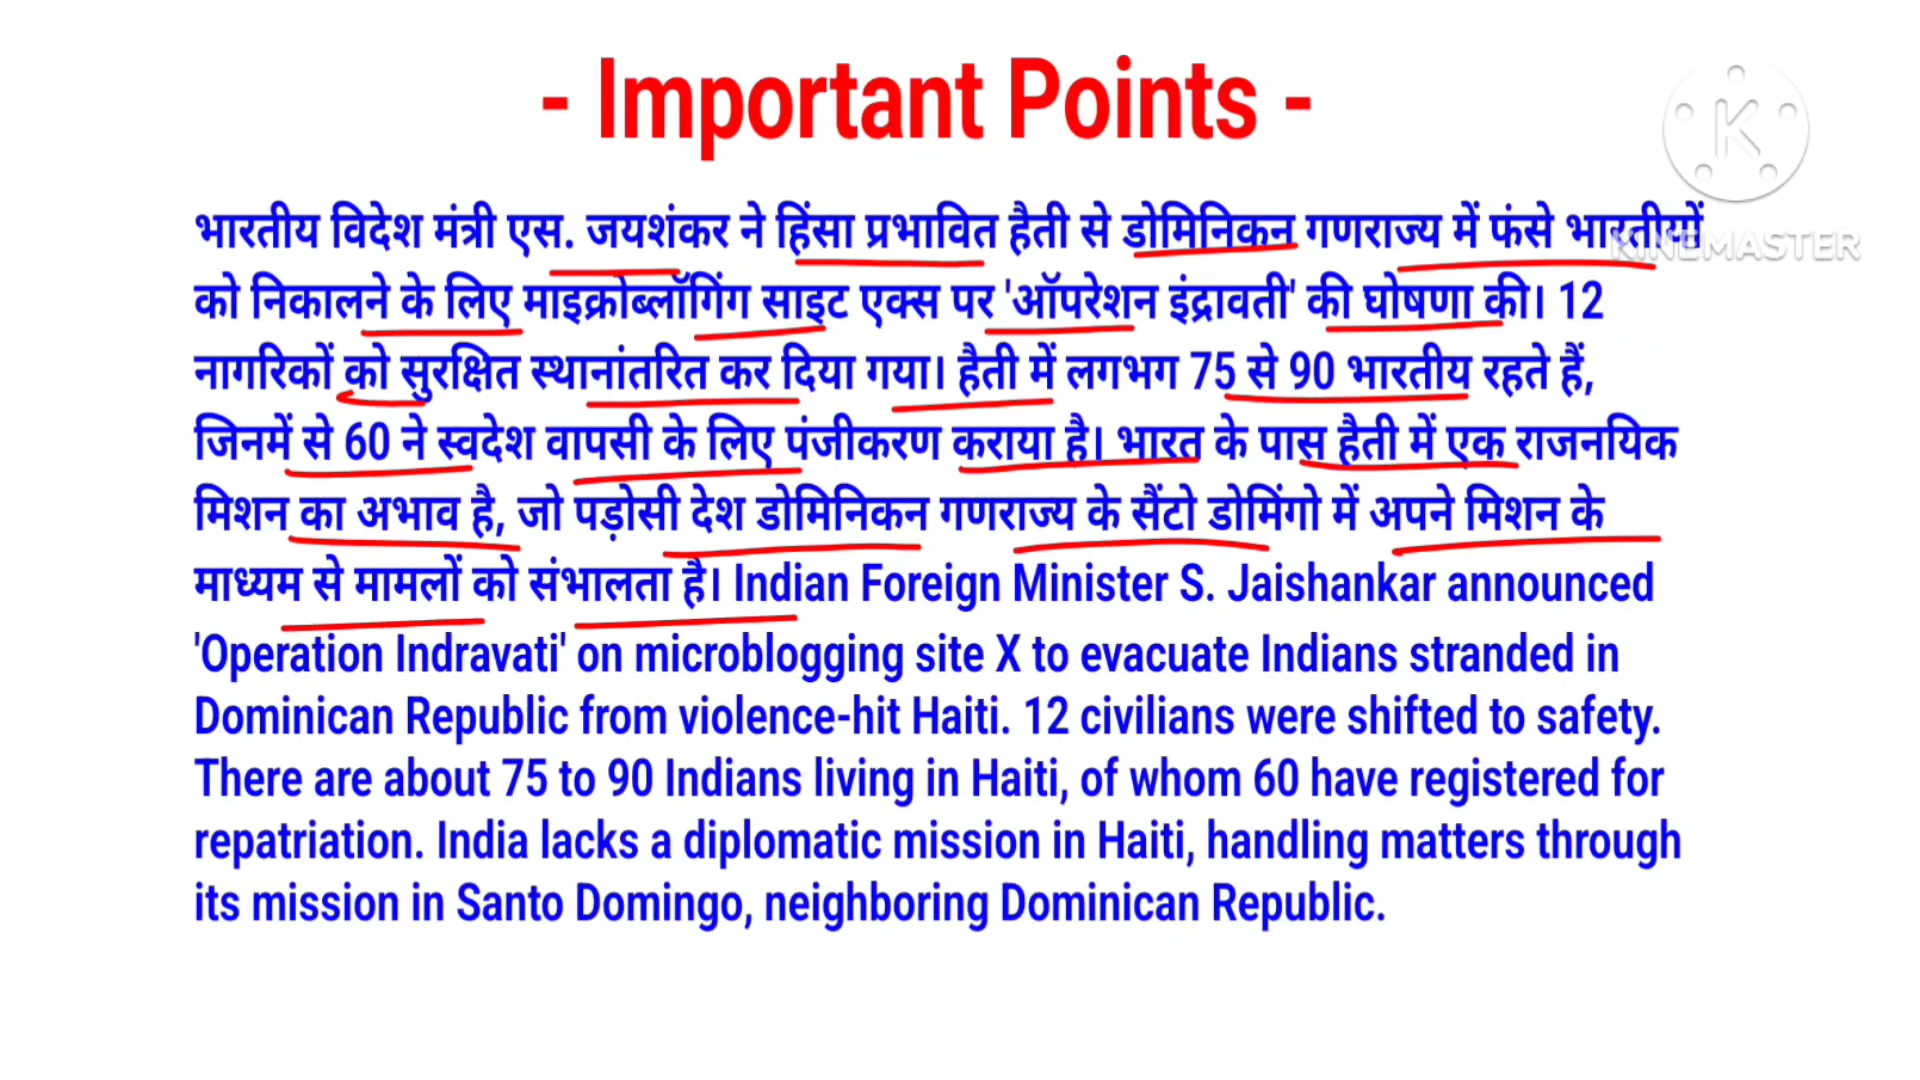 - Important Points -
भारतीय विदेश मंत्री एस. जयशंकर ने हिंसा प्रभावित हैती से डोमिनिकन गणराज्य में फंसे भारतीयों
KINEMASTER
को निकालने के लिए माइक्रोब्लॉगिंग साइट एक्स पर 'ऑपरेशन इंद्रावती' की घोषणा की। 12
नागरिकों को सुरक्षित स्थानांतरित कर दिया गया। हैती में लगभग 75 से 90 भारतीय रहते हैं,
जिनमें से 60 ने स्वदेश वापसी के लिए पंजीकरण कराया है। भारत के पास हैती में एक राजनयिक
मिशन का अभाव है, जो पड़ोसी देश डोमिनिकन गणराज्य के सैंटो डोमिंगो में अपने मिशन के
माध्यम से मामलों को संभालता है। Indian Foreign Minister S. Jaishankar announced
'Operation Indravati' on microblogging site X to evacuate Indians stranded in
Dominican Republic from violence-hit Haiti. 12 civilians were shifted to safety.
There are about 75 to 90 Indians living in Haiti, of whom 60 have registered for
repatriation. India lacks a diplomatic mission in Haiti, handling matters through
its mission in Santo Domingo, neighboring Dominican Republic.